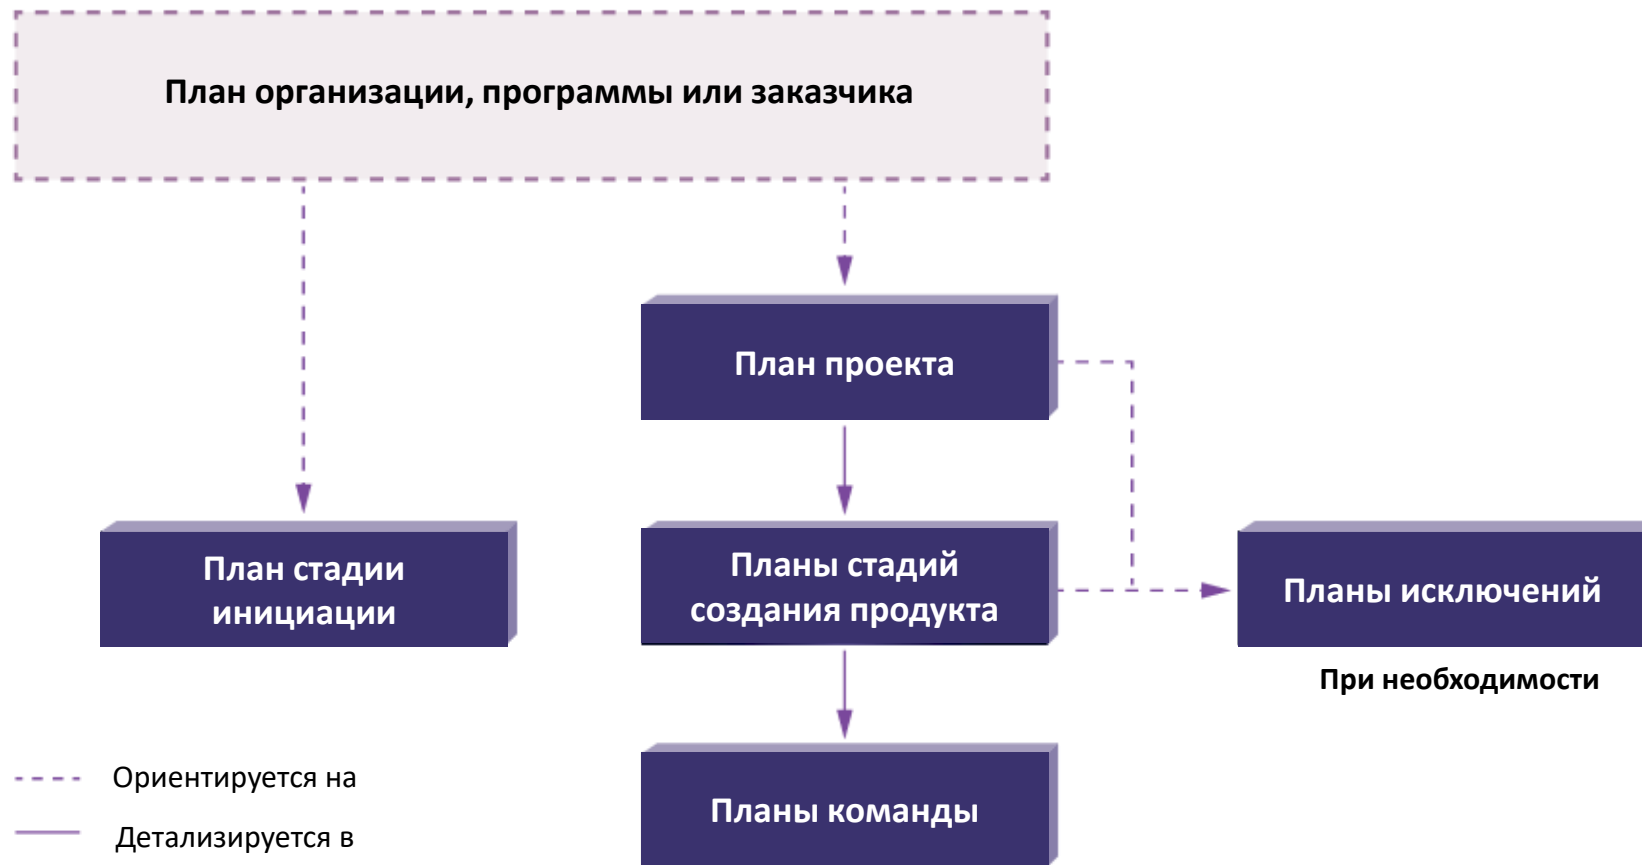 План организации, программы или заказчика
План проекта
План стадии
инициации
Планы стадий
создания продукта
Планы исключений
При необходимости
Планы команды
Ориентируется на
Детализируется в